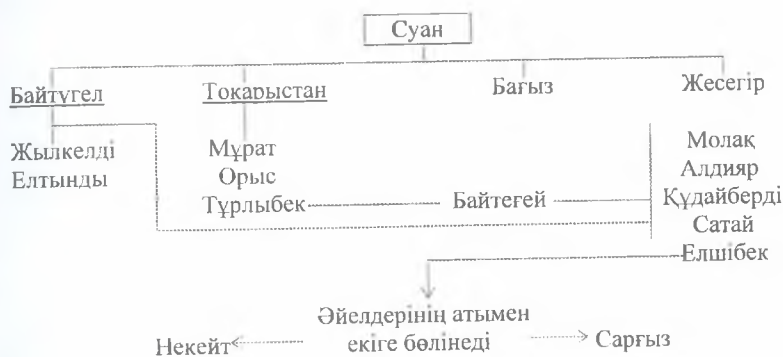 Суан
Байтүгел Тоқарыстан Бағыз Жесегір
Жылкелді
Елтынды
Мұрат
Орыс
Тұрлыбек
Байтегей
Молақ
Алдияр
Құдайберді
Сатай
Елшібек
Әйелдерінің атымен
екіге бөлінеді
Некейт Сарғыз